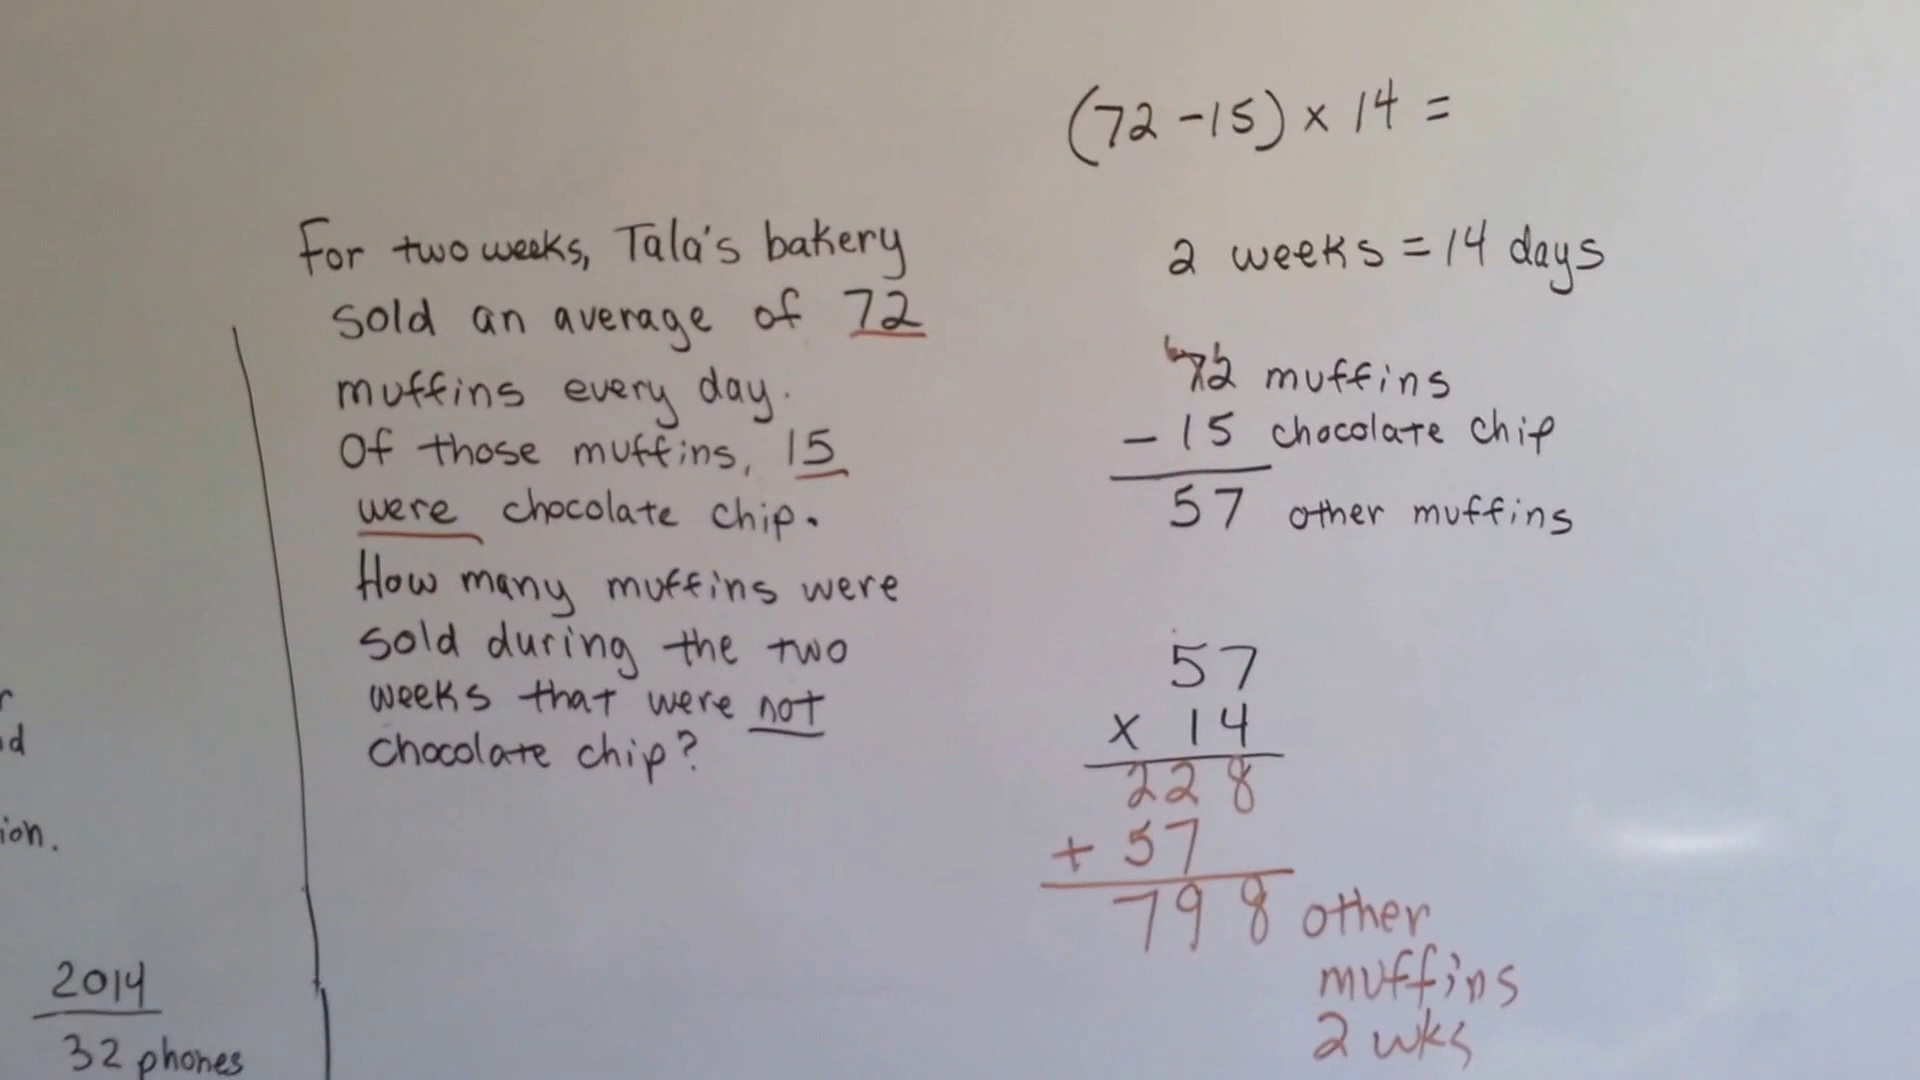 (72-15) x 14 =
For two weeks, Tala's bakery
sold an average of 72
muffins every day.
Of those muffins, 15
were chocolate chip.
How many muffins were
sold during the two
weeks that were not
chocolate chip?
2 weeks = 14 days
72 muffins
- 15 chocolate chip
57 other muffins
57
x 14
228
+ 57
798 other
muffins
2 wks
ion.
2014
32 phones